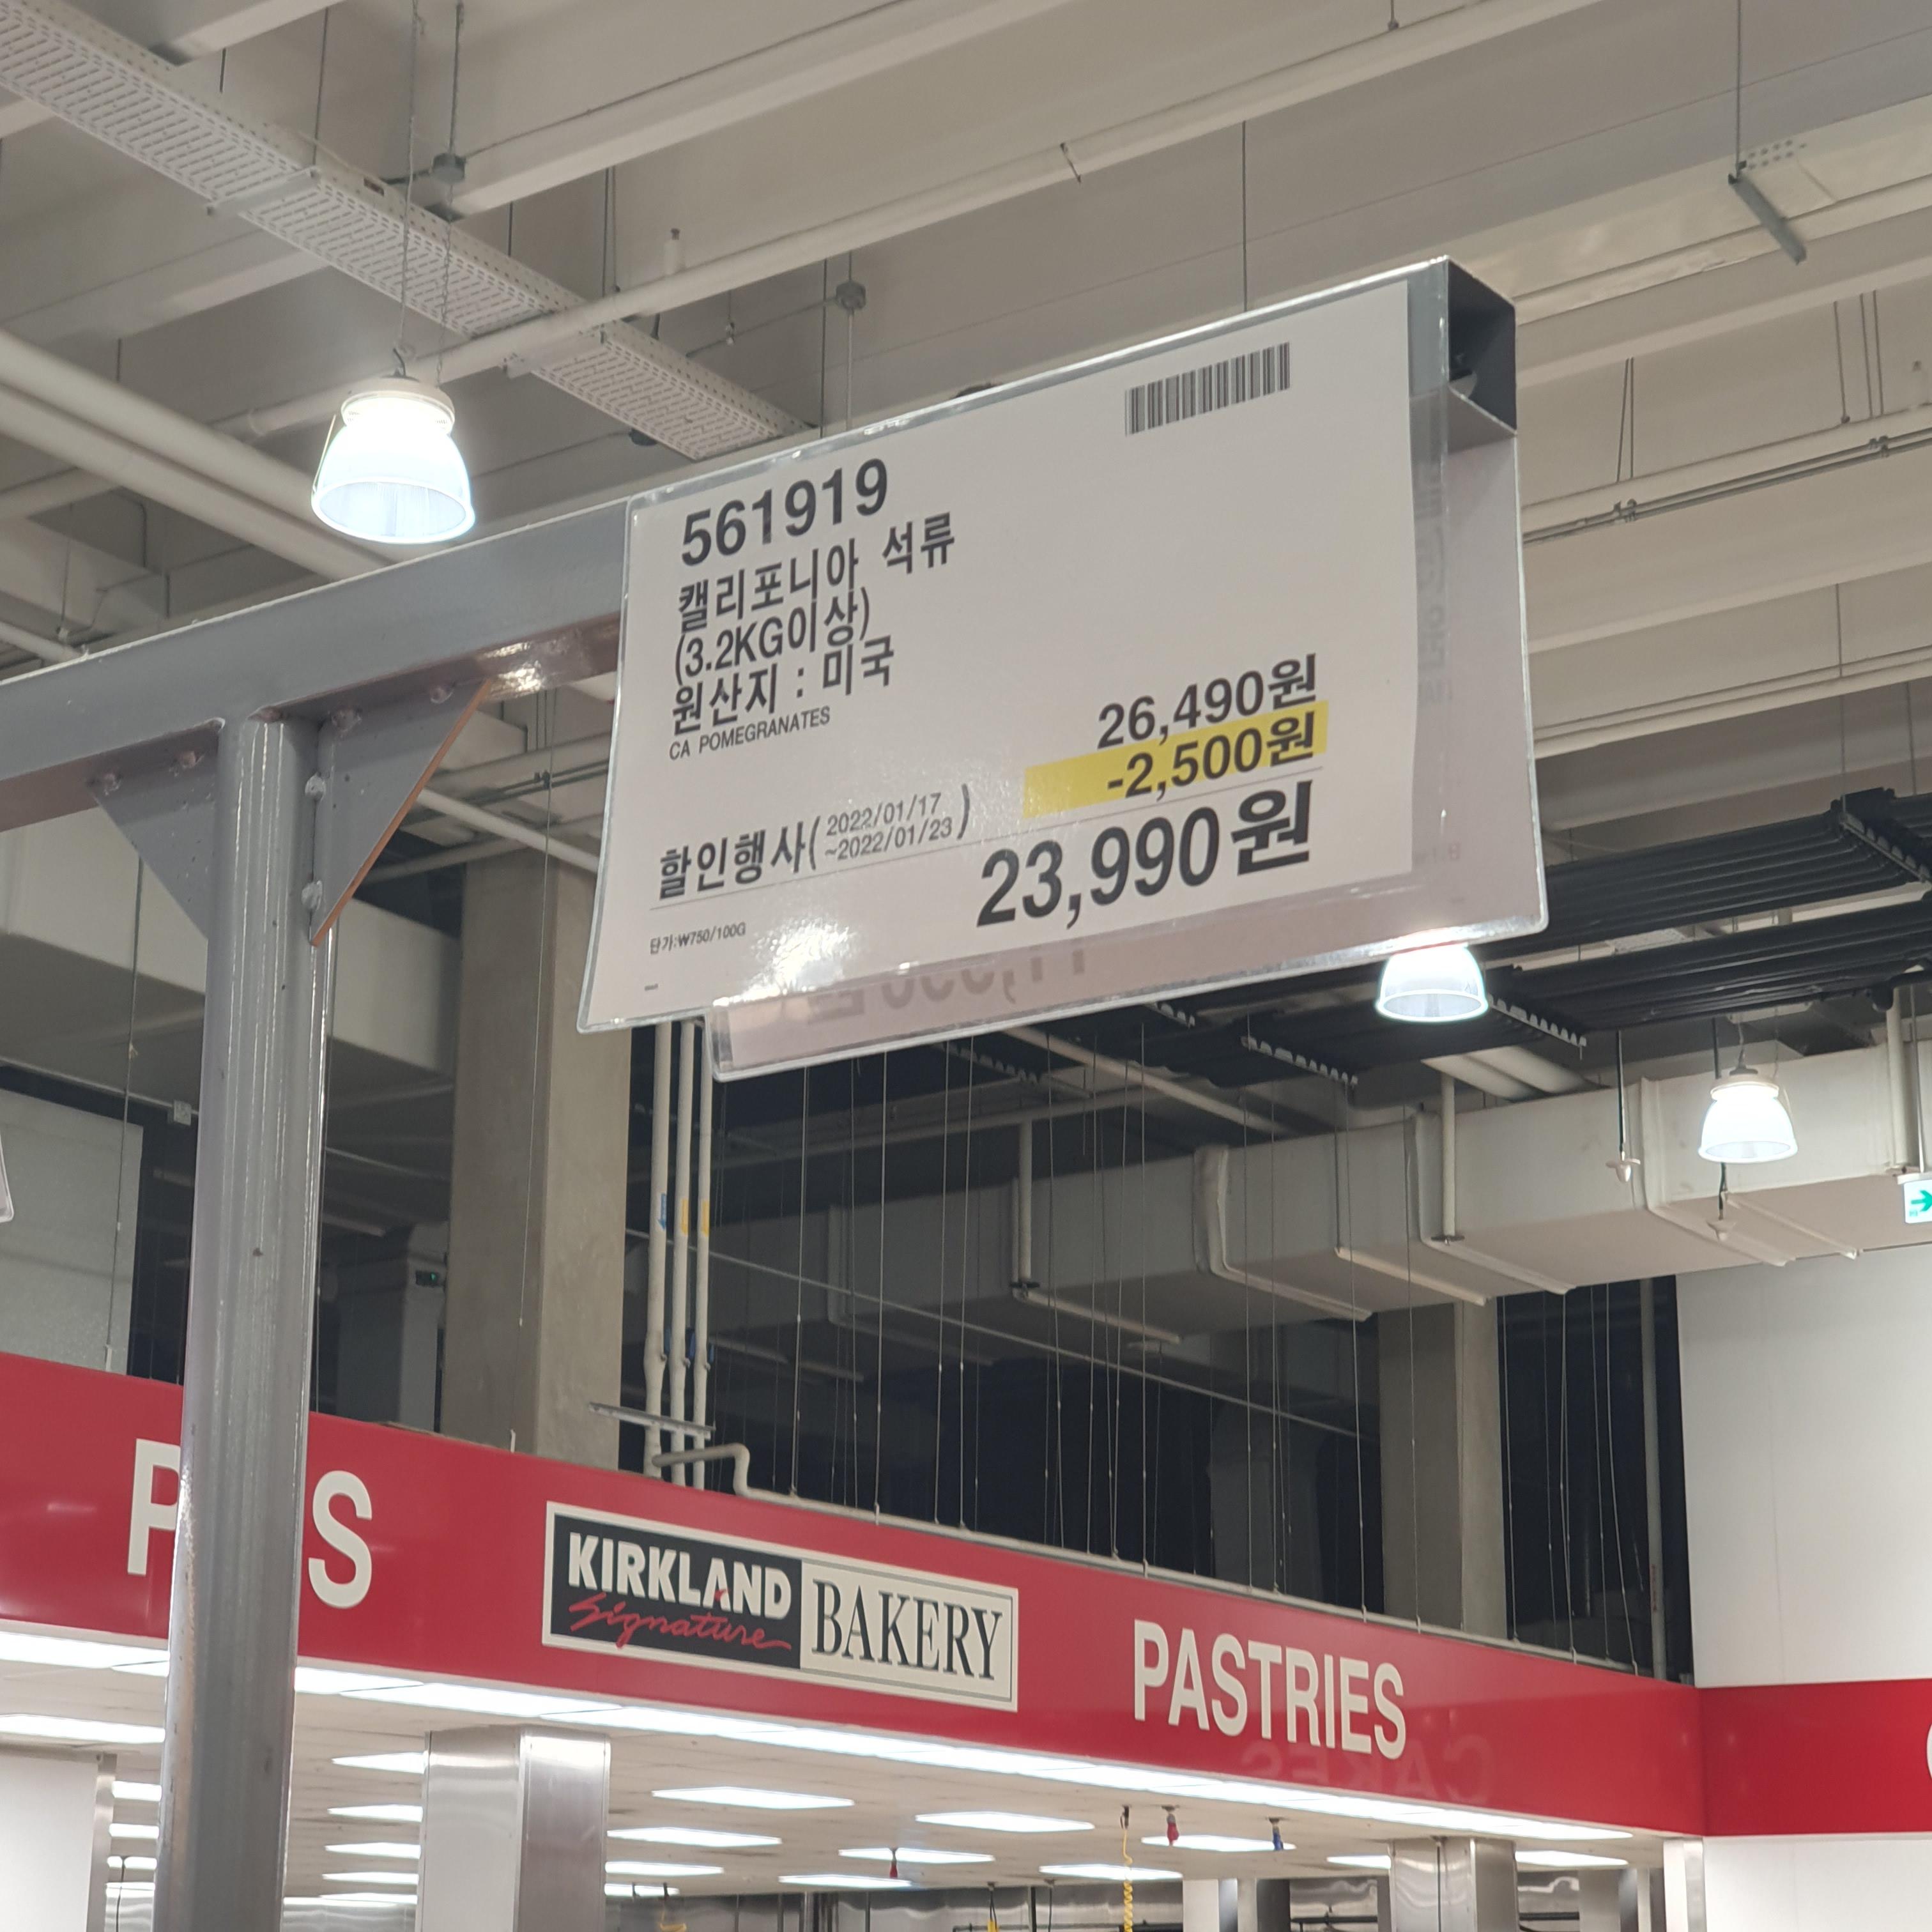 561919
캘리포니아 석류
(3.2KG이상)
원산지 : 미국
CA POMEGRANATES
26,490원
-2,500원
할인행사( 2022/01/17
~2022/01/23 )
23,990원
단가:₩750/100G
KIRKLAND
Signature
BAKERY
PASTRIES